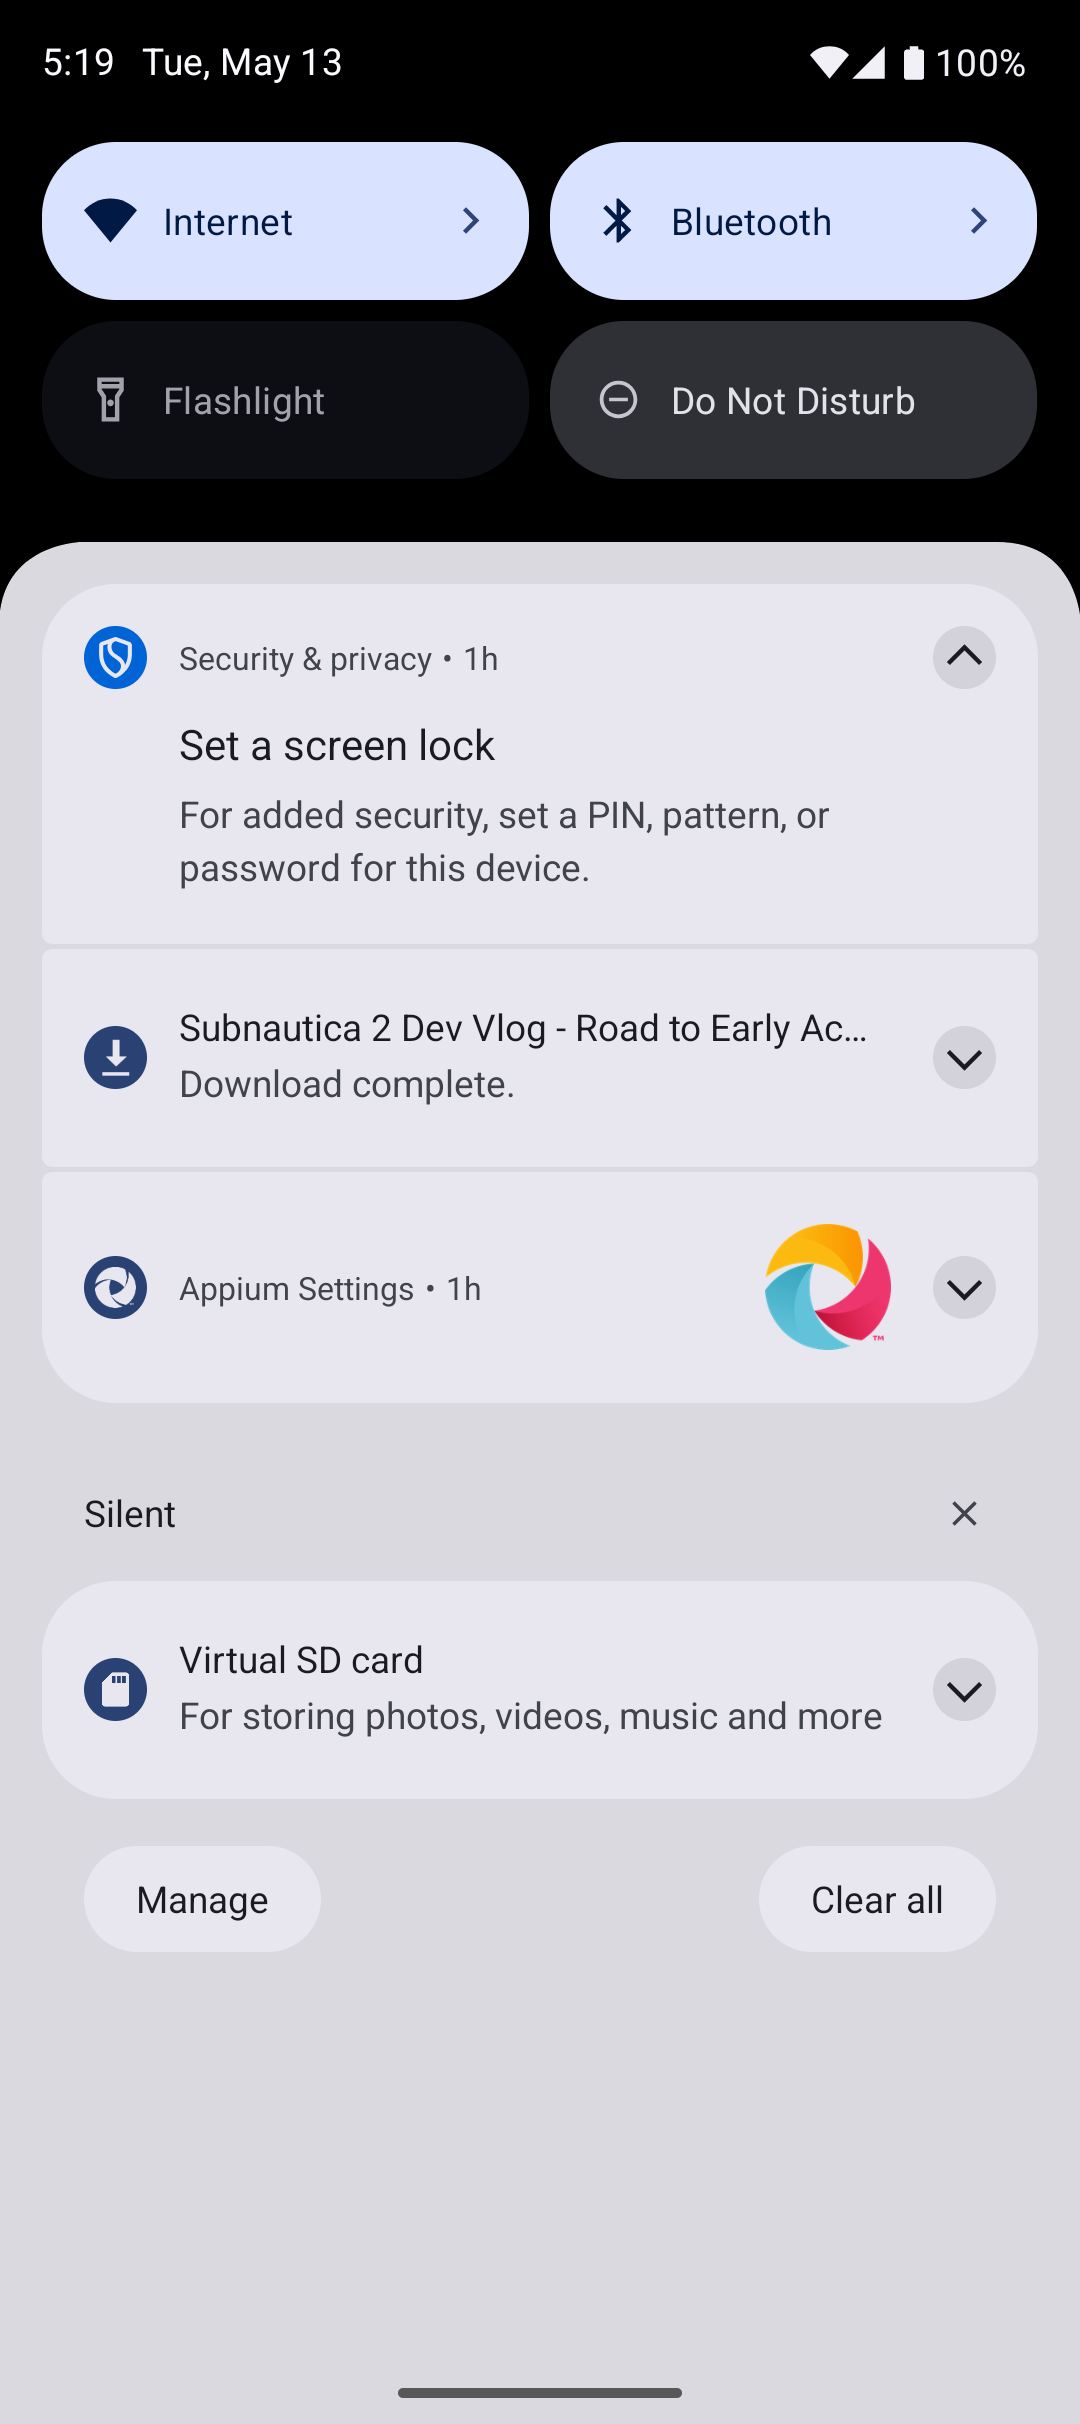 5:19 Tue, May 13 100%
Internet
Bluetooth
Flashlight
Do Not Disturb
Security & privacy • 1h
Set a screen lock
For added security, set a PIN, pattern, or
password for this device.
Subnautica 2 Dev Vlog - Road to Early Ac…
Download complete.
Appium Settings • 1h
TM
Silent
Virtual SD card
For storing photos, videos, music and more
Manage
Clear all